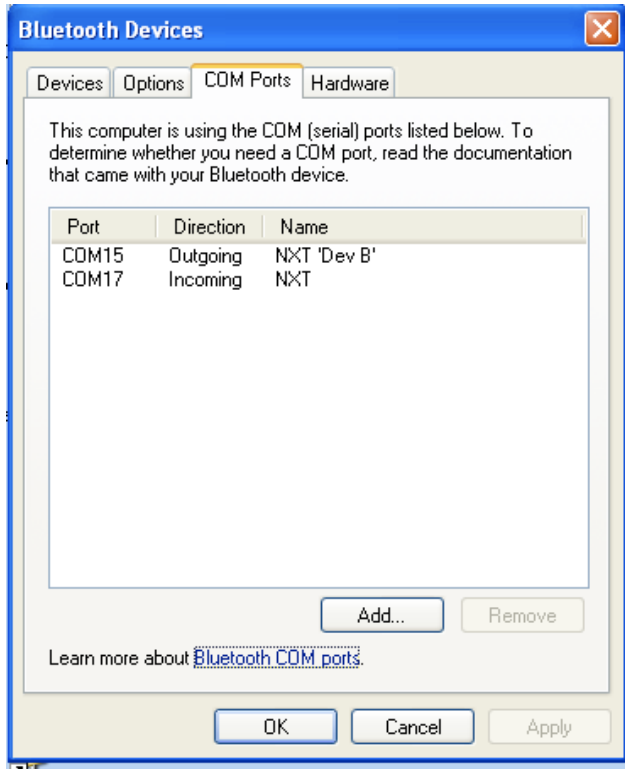 Bluetooth Devices
Devices Options COM Ports Hardware
This computer is using the COM (serial) ports listed below. To
determine whether you need a COM port, read the documentation
that came with your Bluetooth device.
Port Direction Name
COM15 Outgoing NXT 'Dev B'
COM17 Incoming NXT
Add... Remove
Learn more about Bluetooth COM ports.
OK Cancel Apply